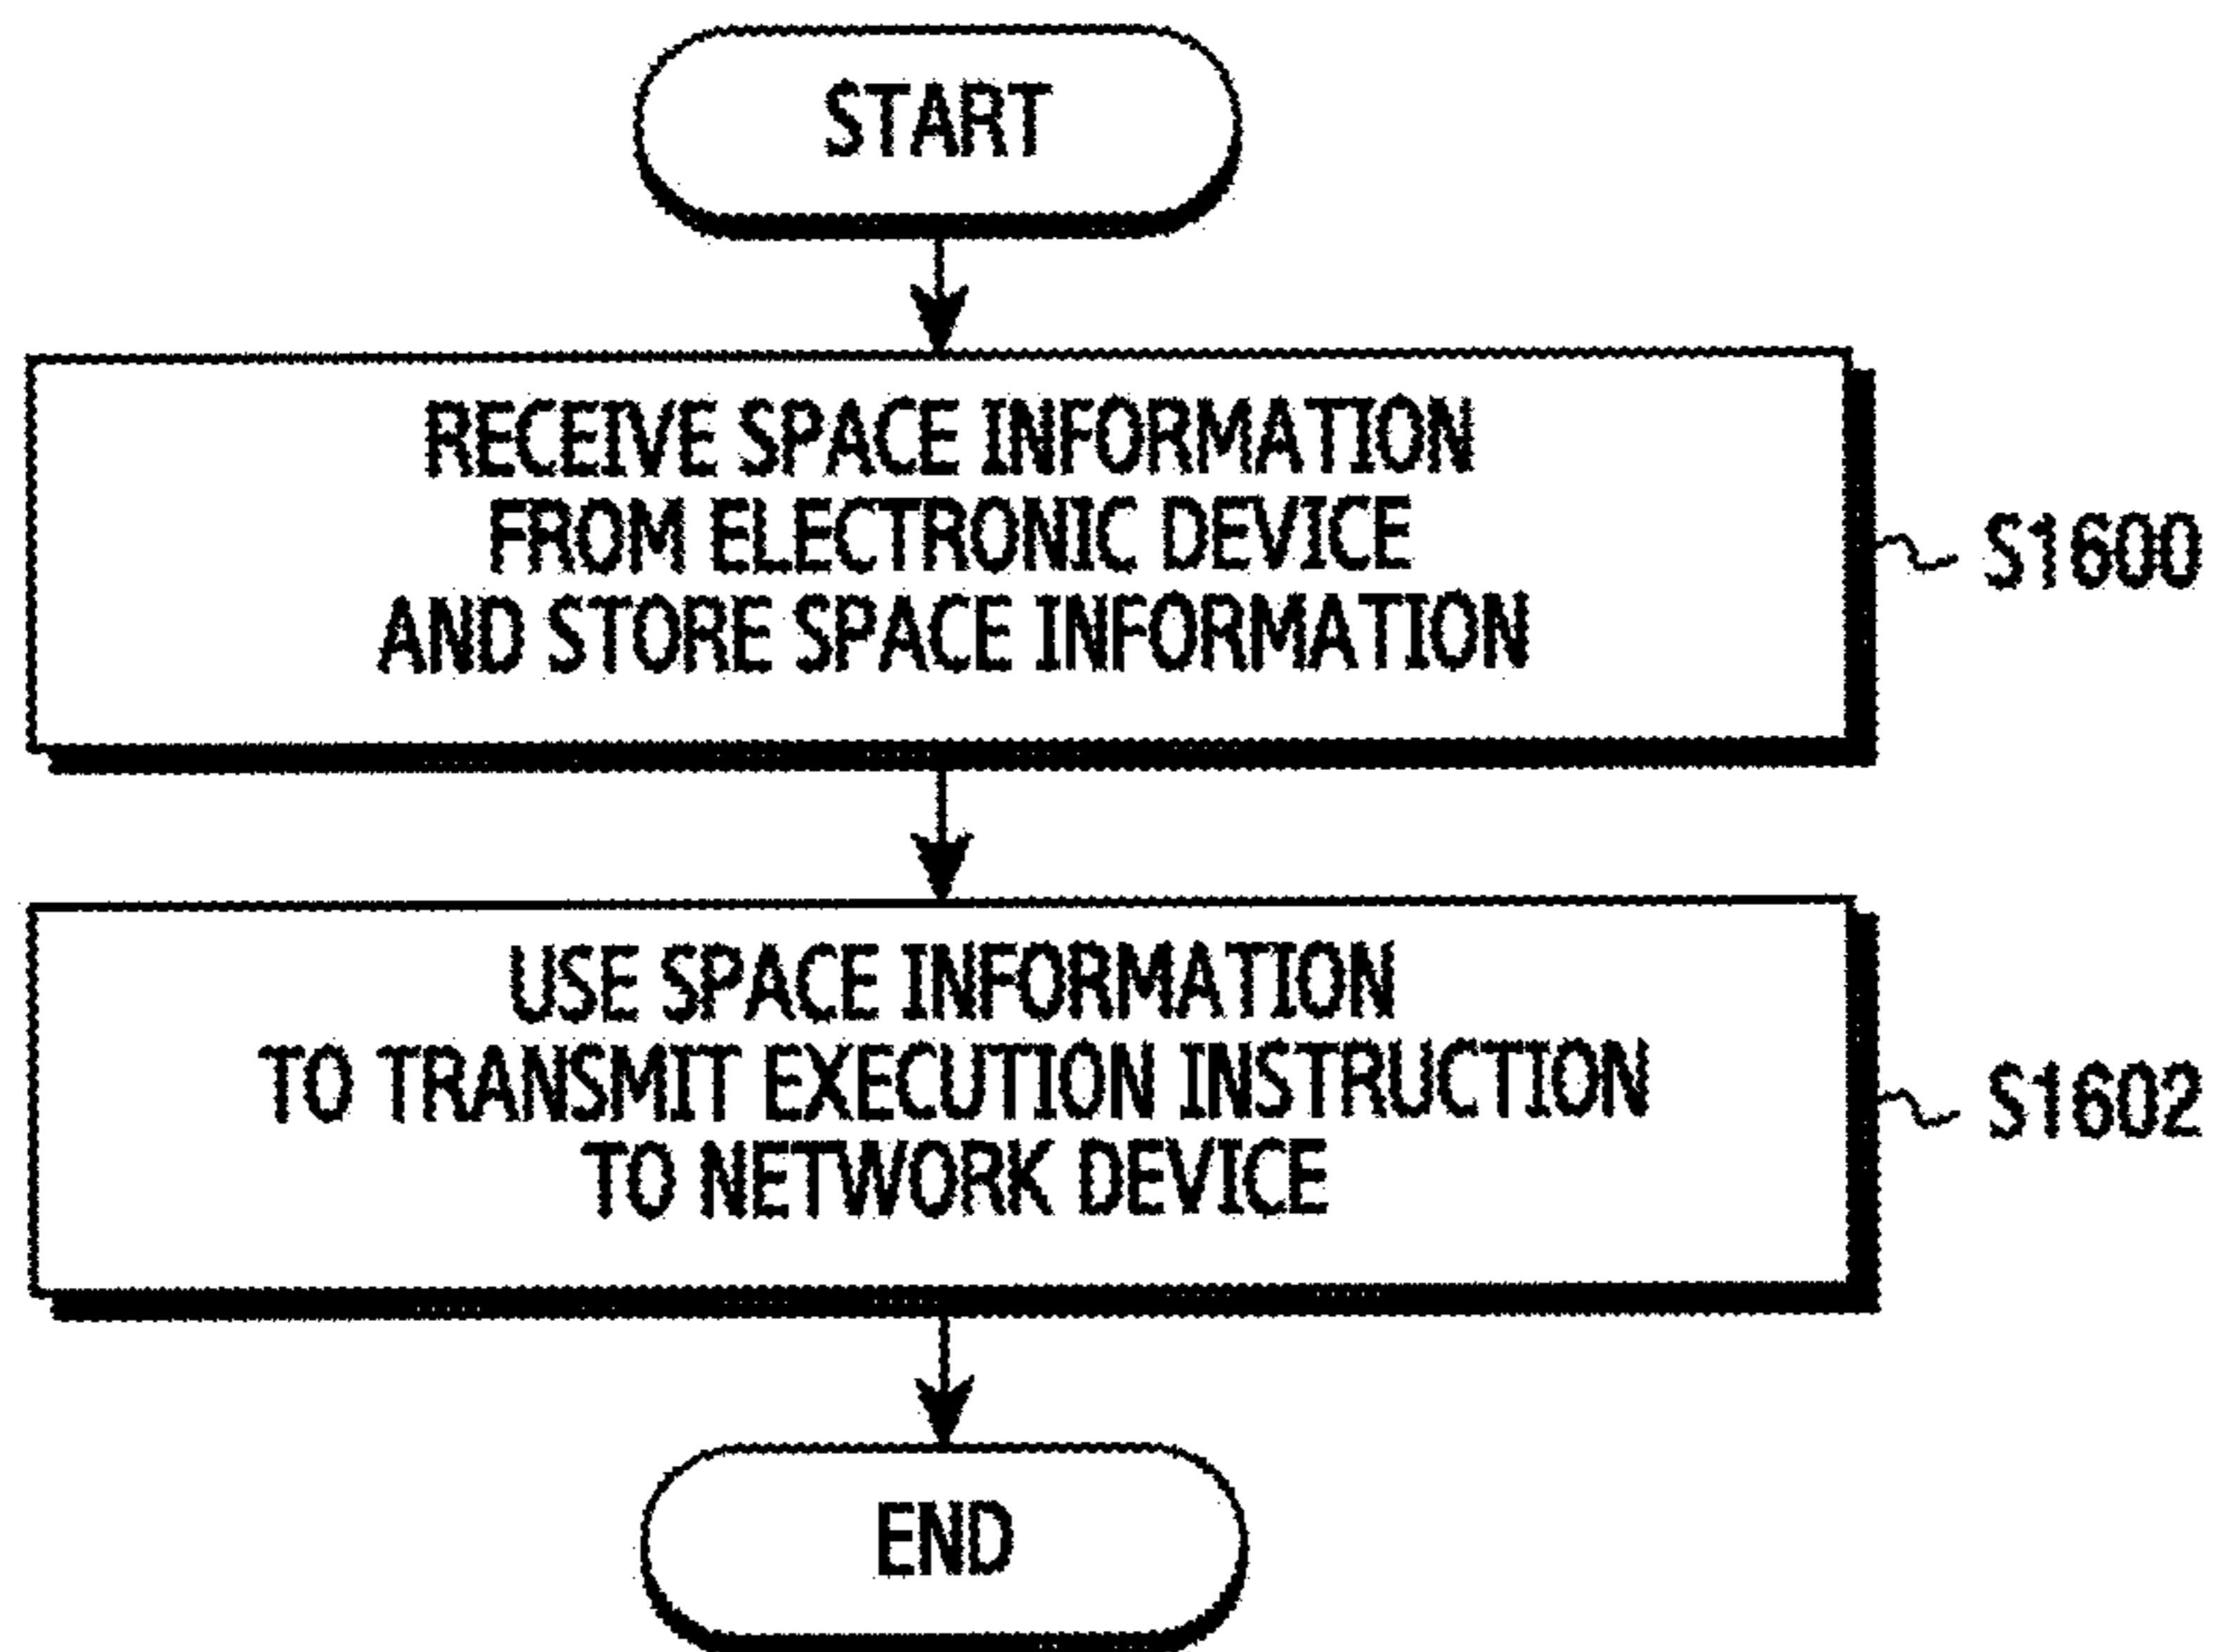 START
RECEIVE SPACE INFORMATION
FROM ELECTRONIC DEVICE
AND STORE SPACE INFORMATION
S1600
USE SPACE INFORMATION
TO TRANSMIT EXECUTION INSTRUCTION
TO NETWORK DEVICE
S1602
END